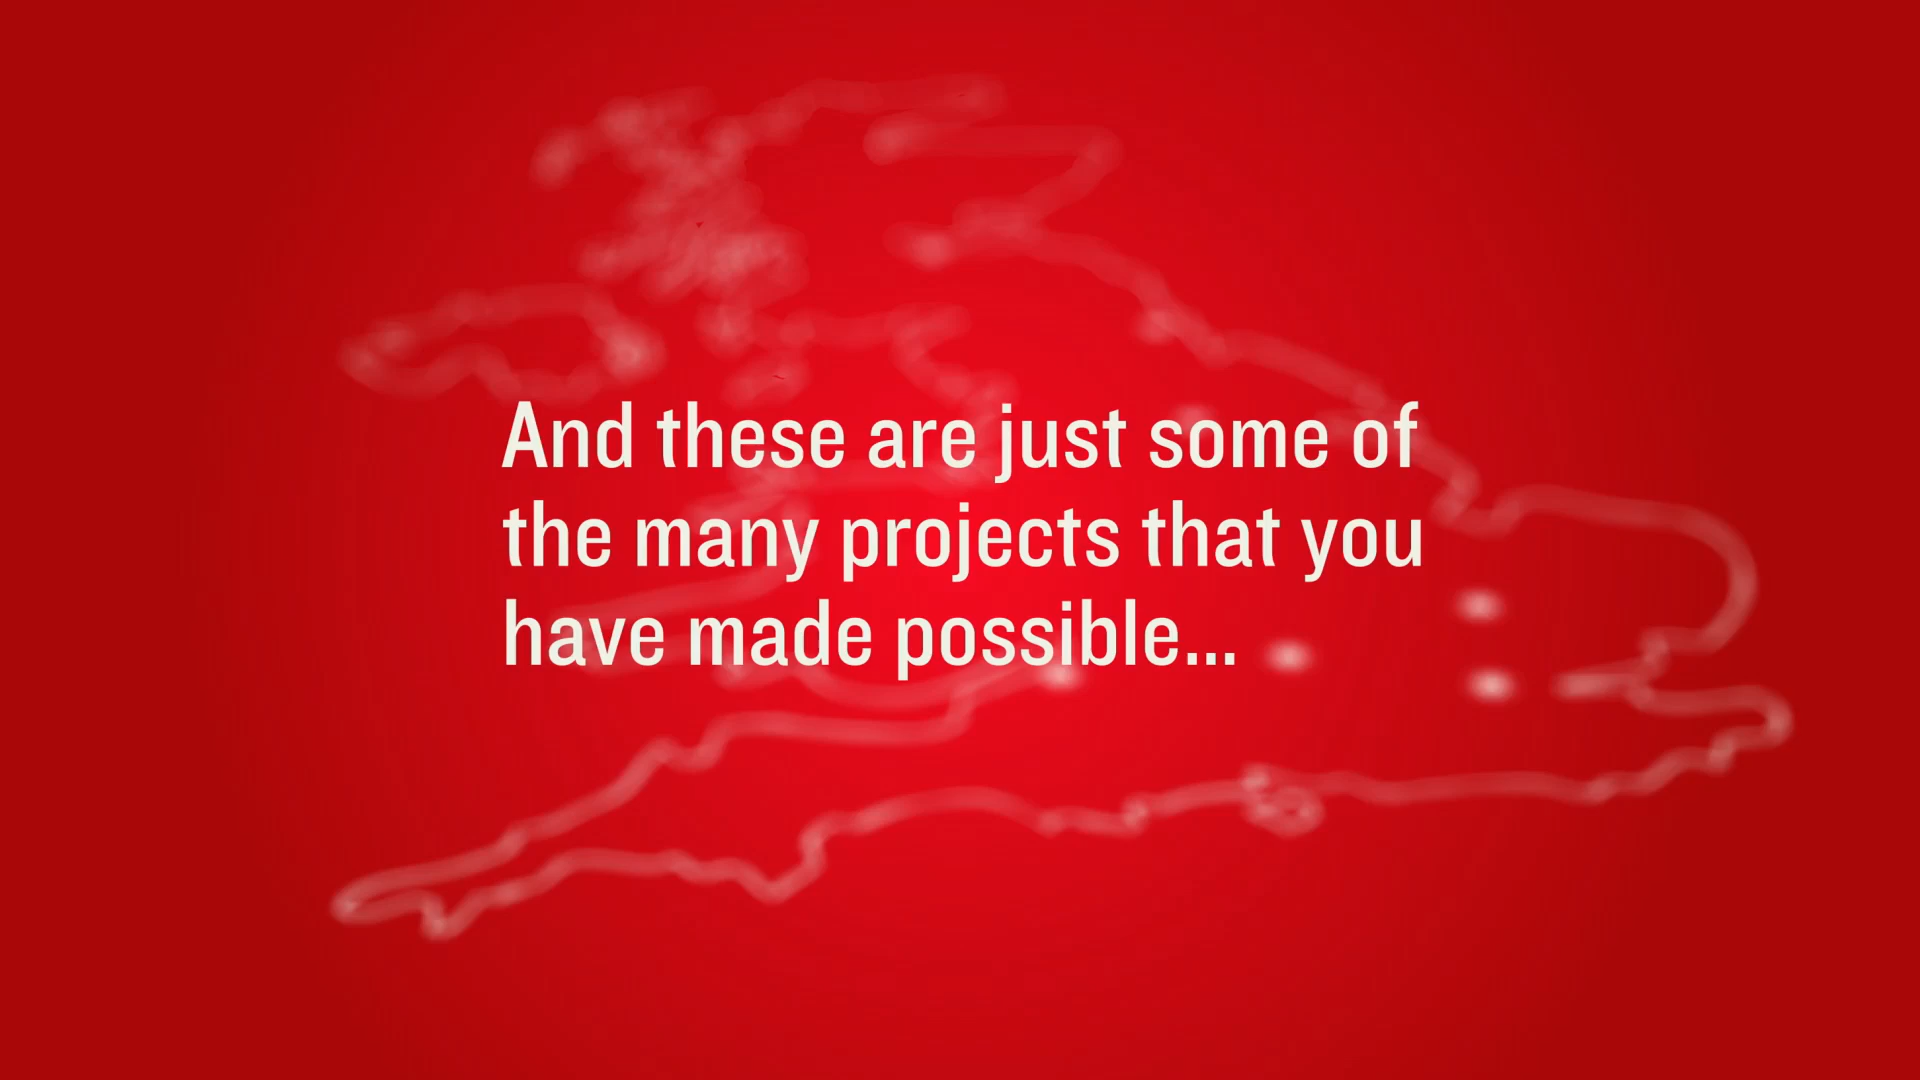 And these are just some of
the many projects that you
have made possible...